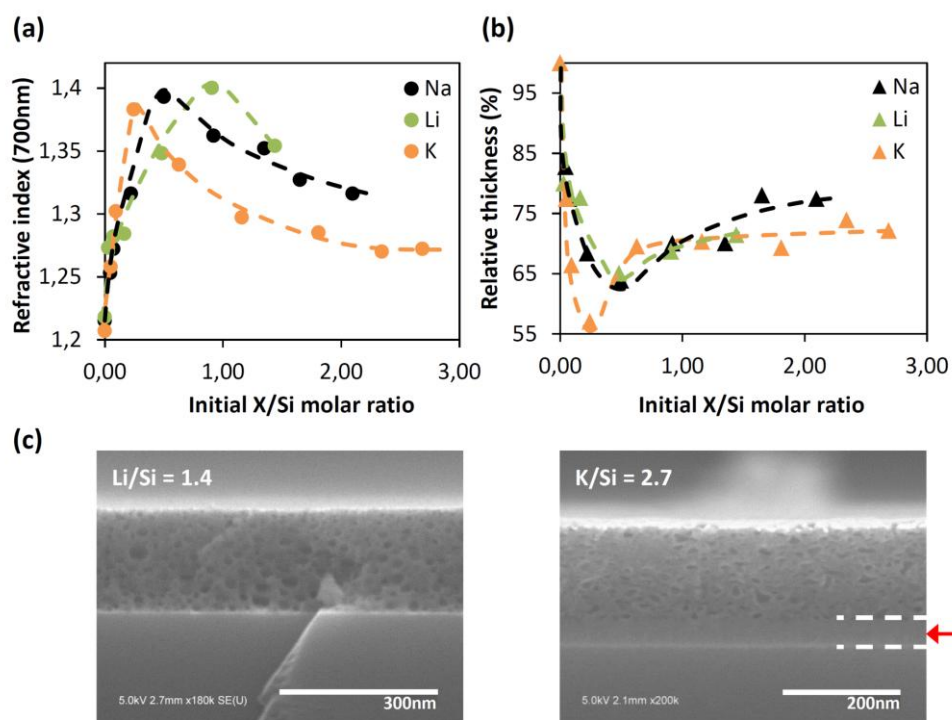 (a)
Refractive index (700nm)
1,4
1,35
1,3
1,25
1,2
0,00
1,00
2,00
3,00
Initial X/Si molar ratio
Na
Li
K
(b)
Relative thickness (%)
95
85
75
65
55
0,00
1,00
2,00
3,00
Initial X/Si molar ratio
Na
Li
K
(c)
Li/Si = 1.4
5.0kV 2.7mm x180k SE(U)
300nm
K/Si = 2.7
5.0kV 2.1mm x200k
200nm